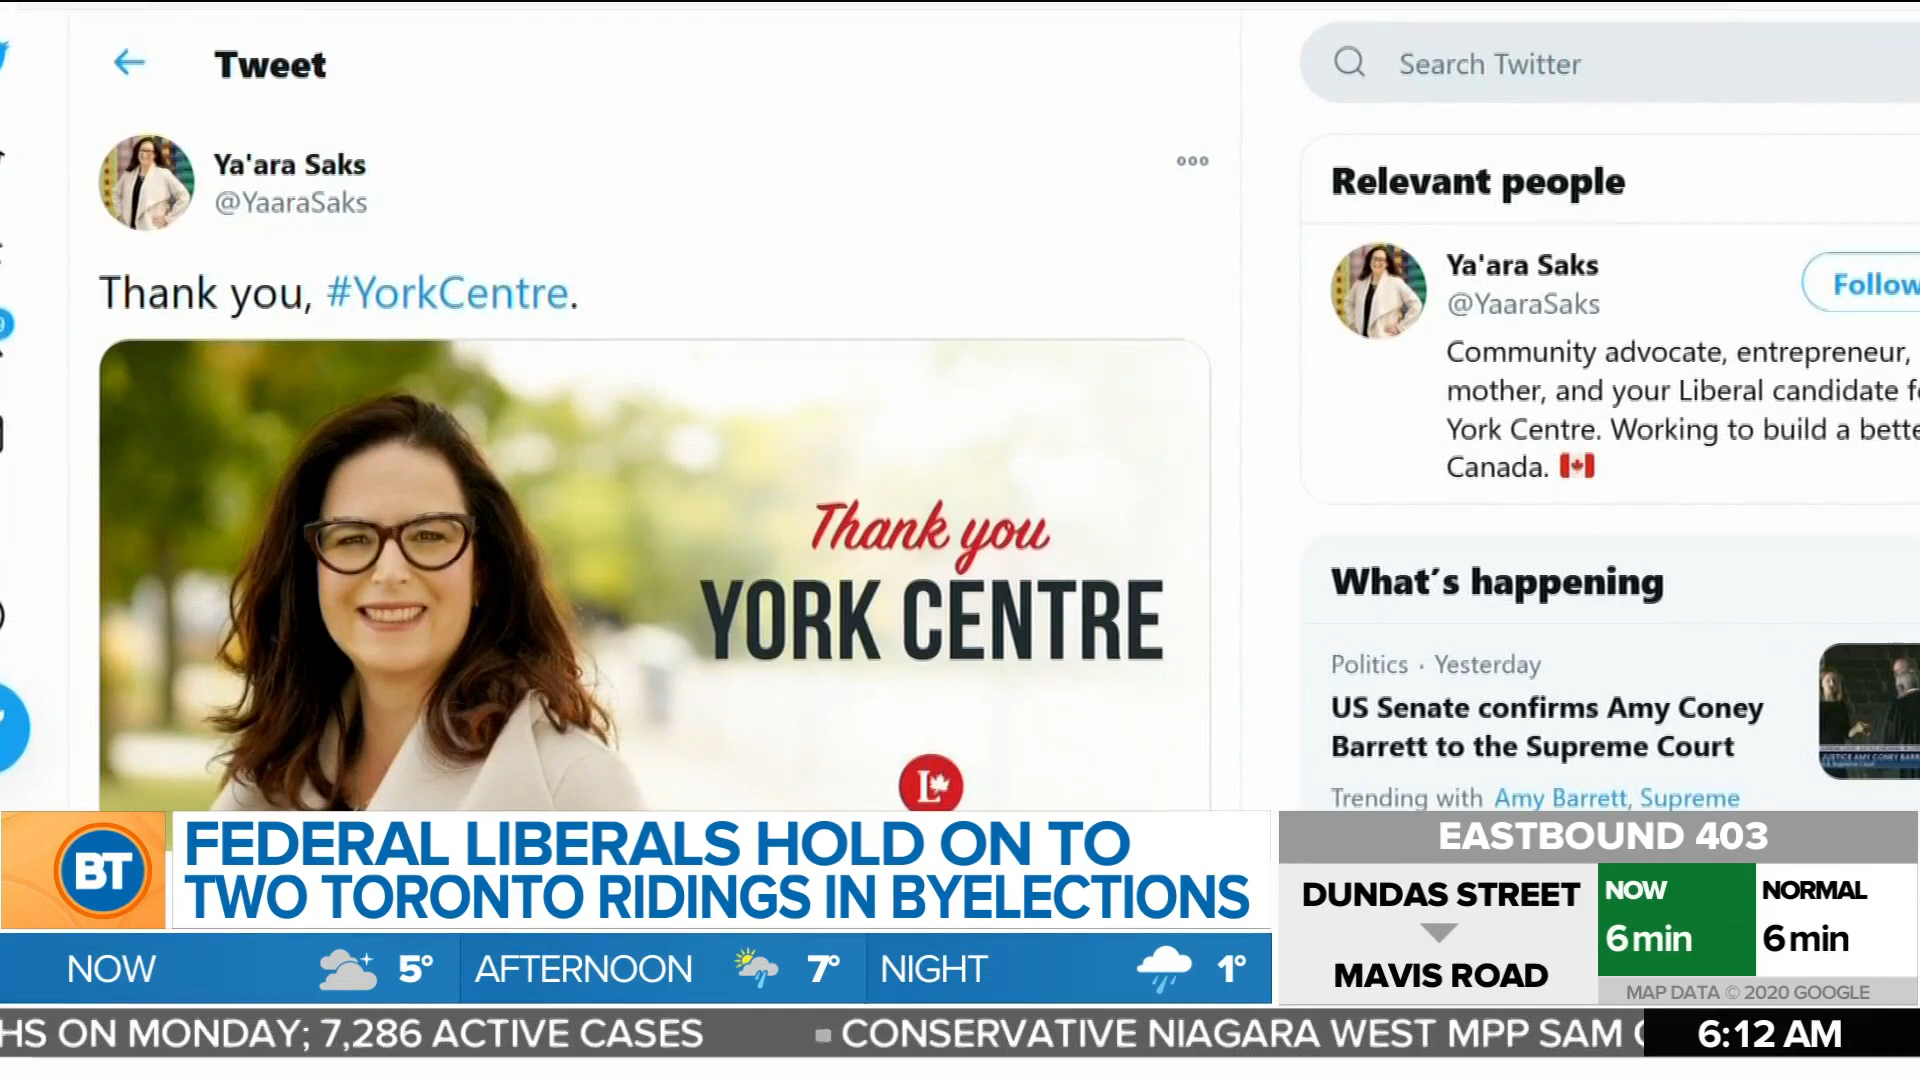 Tweet
Search Twitter
Ya'ara Saks
@YaaraSaks
Thank you, #YorkCentre.
Thank you
YORK CENTRE
L
Relevant people
Ya'ara Saks
@YaaraSaks
Follow
Community advocate, entrepreneur,
mother, and your Liberal candidate
York Centre. Working to build a
Canada.
What's happening
Politics · Yesterday
US Senate confirms Amy Coney
Barrett to the Supreme Court
Trending with Amy Barrett, Supreme
BT
FEDERAL LIBERALS HOLD ON TO
TWO TORONTO RIDINGS IN BYELECTIONS
NOW 5° AFTERNOON 7° NIGHT 1°
EASTBOUND 403
DUNDAS STREET
MAVIS ROAD
NOW
6 min
NORMAL
6 min
MAP DATA © 2020 GOOGLE
HS ON MONDAY; 7,286 ACTIVE CASES ▪ CONSERVATIVE NIAGARA WEST MPP SAM
6:12 AM